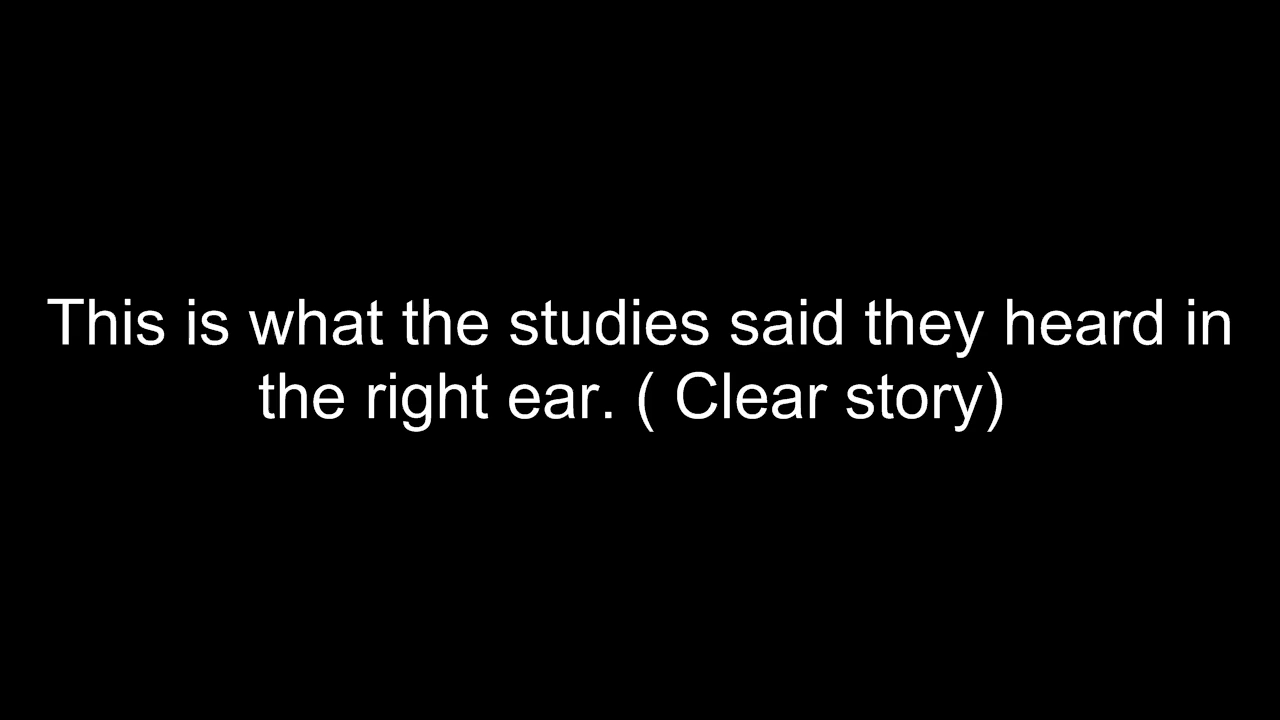 This is what the studies said they heard in
the right ear. ( Clear story)